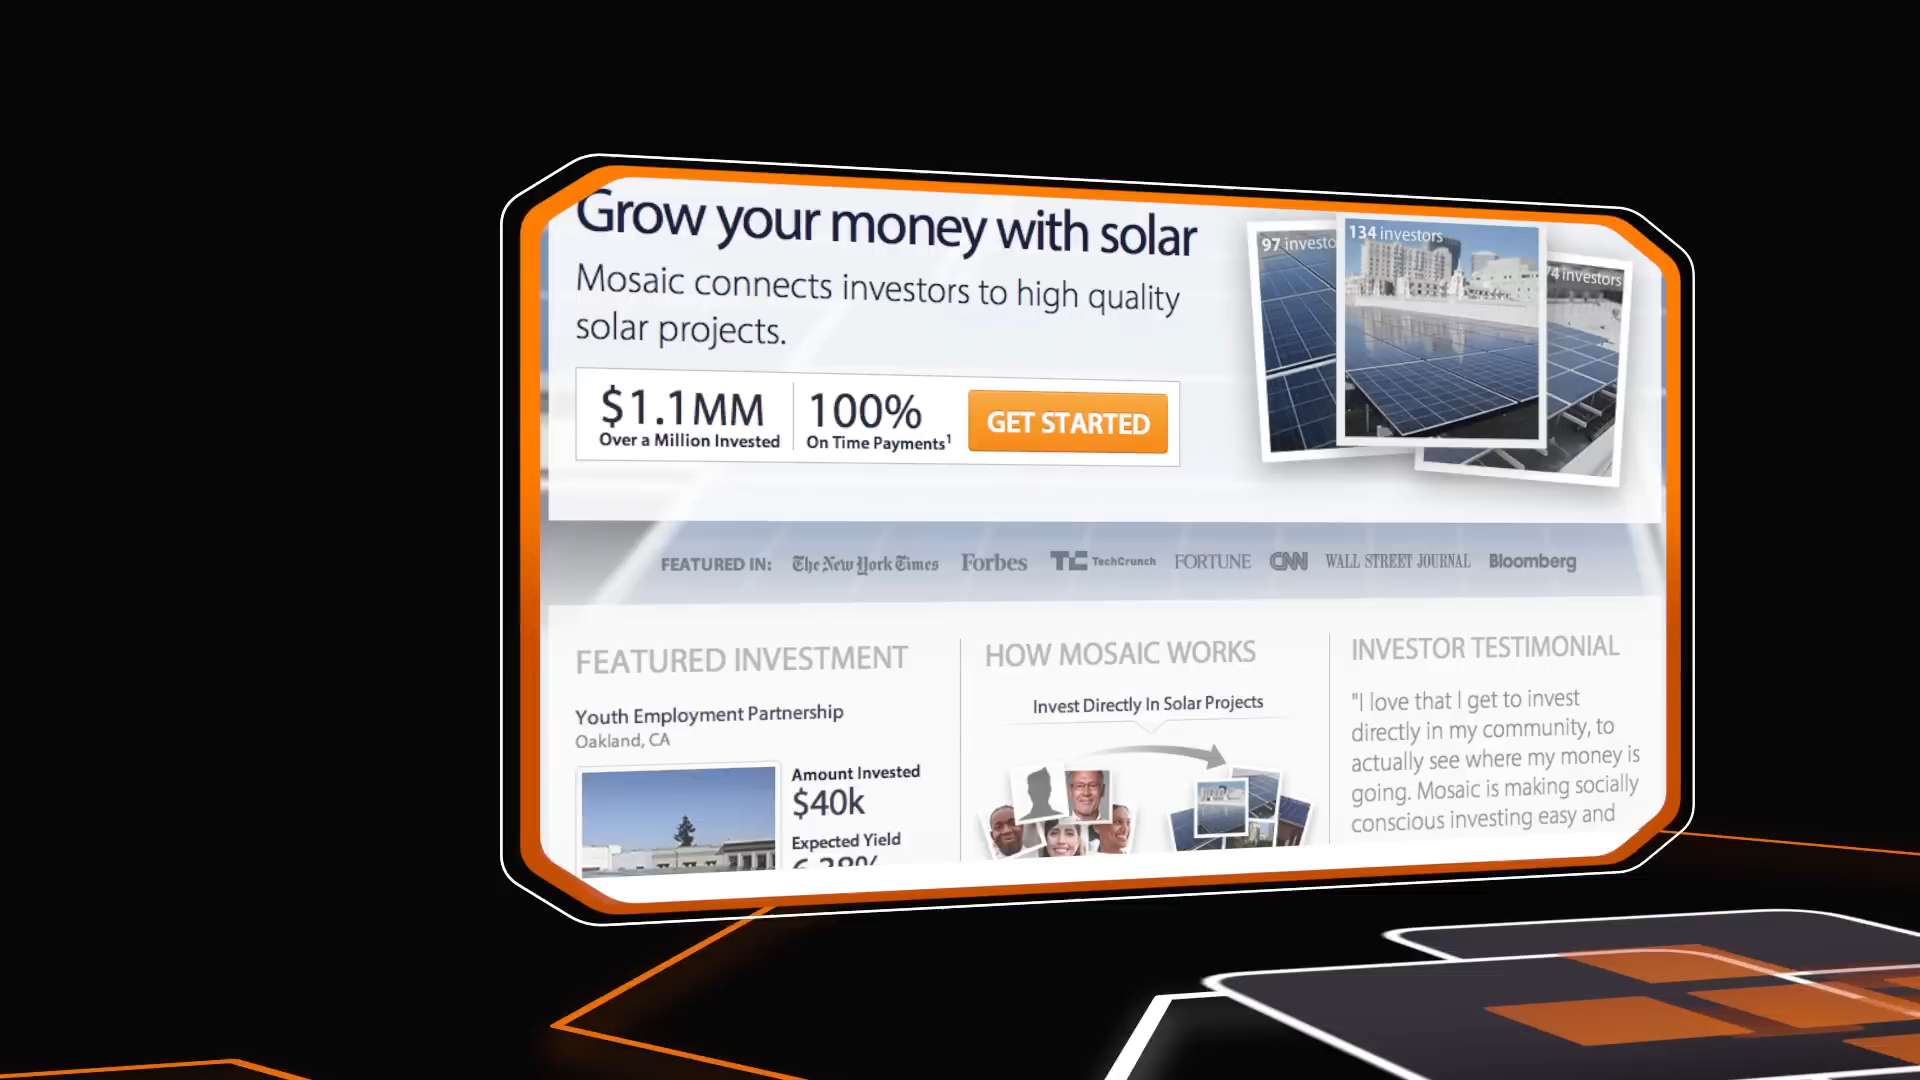 Grow your money with solar
Mosaic connects investors to high quality
solar projects.
97 investo
134 investors
74 investors
$1.1MM
Over a Million Invested
100%
On Time Payments¹
GET STARTED
FEATURED IN: The New York Times Forbes TC TechCrunch FORTUNE CNN WALL STREET JOURNAL Bloomberg
FEATURED INVESTMENT
Youth Employment Partnership
Oakland, CA
Amount Invested
$40k
Expected Yield
HOW MOSAIC WORKS
Invest Directly In Solar Projects
INVESTOR TESTIMONIAL
"I love that I get to invest
directly in my community, to
actually see where my money is
going. Mosaic is making socially
conscious investing easy and